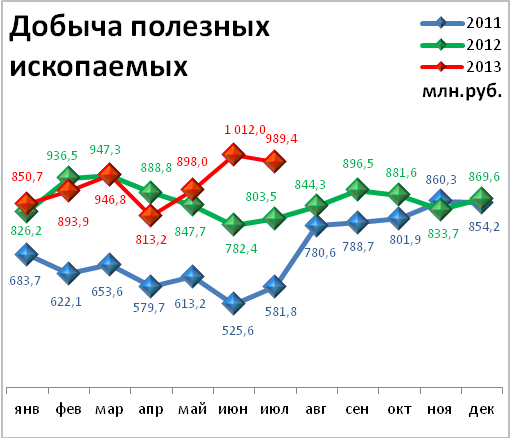 Добыча полезных
ископаемых
2011
2012
2013
млн.руб.
936,5 947,3 888,8 898,0 1 012,0 989,4
850,7 896,5 881,6 860,3 869,6
803,5 844,3
826,2 893,9 946,8 813,2 847,7 782,4 780,6 788,7 801,9 833,7 854,2
683,7 622,1 653,6 579,7 613,2 525,6 581,8
янв фев мар апр май июн июл авг сен окт ноя дек